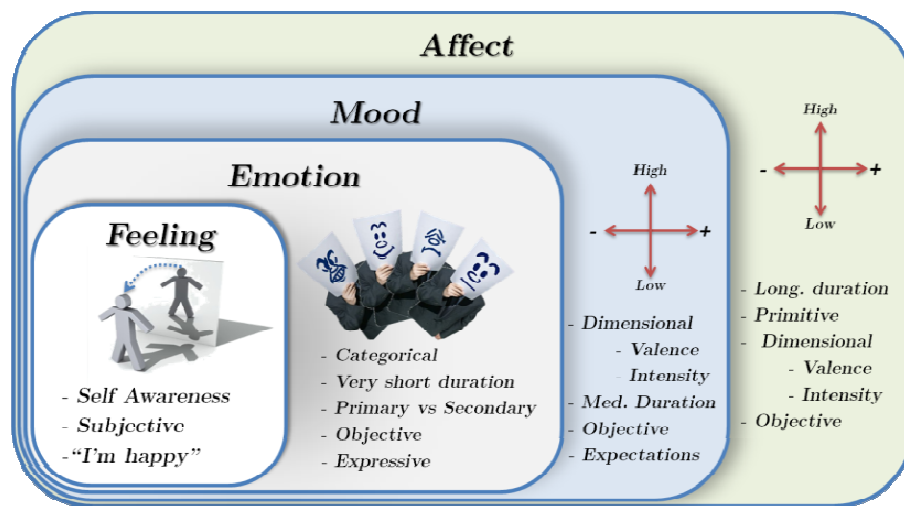 Affect
Mood
Emotion
Feeling
- Self Awareness
- Subjective
-“I'm happy”
- Categorical
- Very short duration
- Primary vs Secondary
- Objective
- Expressive
High
- +
Low
- Dimensional
- Valence
- Intensity
- Med. Duration
- Objective
- Expectations
High
- +
Low
- Long. duration
- Primitive
- Dimensional
- Valence
- Intensity
- Objective